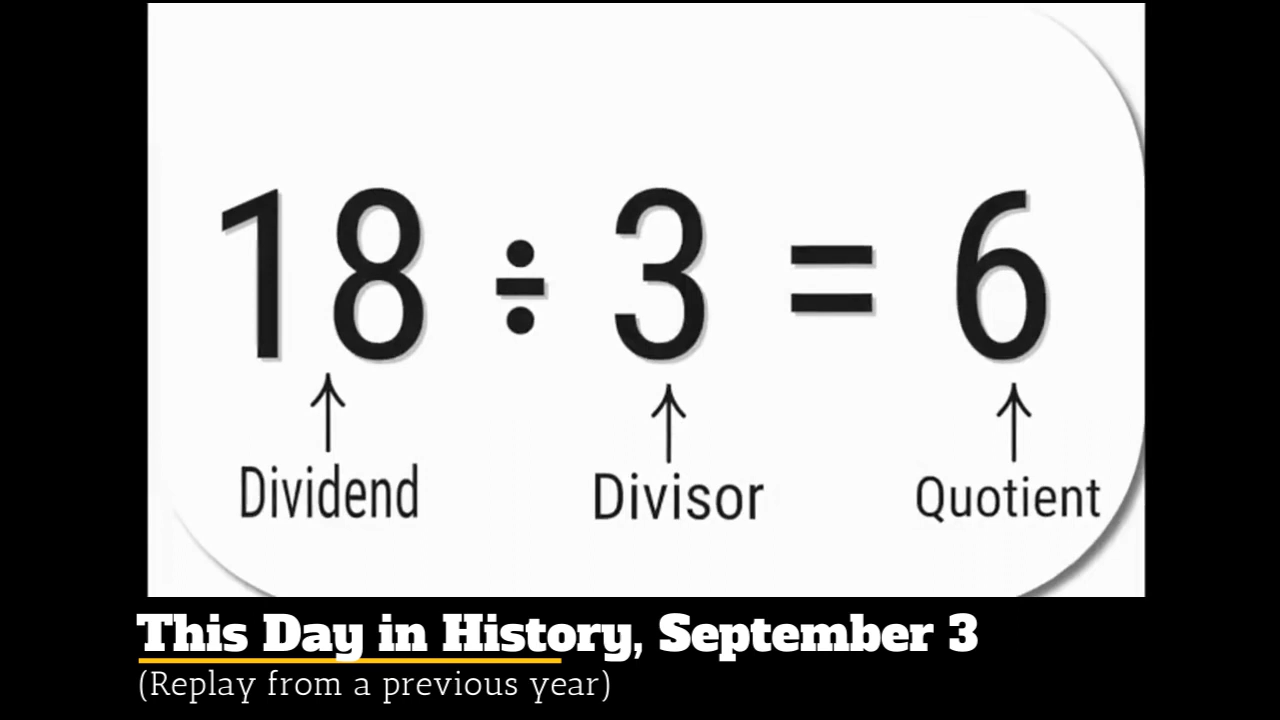 18 ÷ 3 = 6
Dividend Divisor Quotient
This Day in History, September 3
(Replay from a previous year)